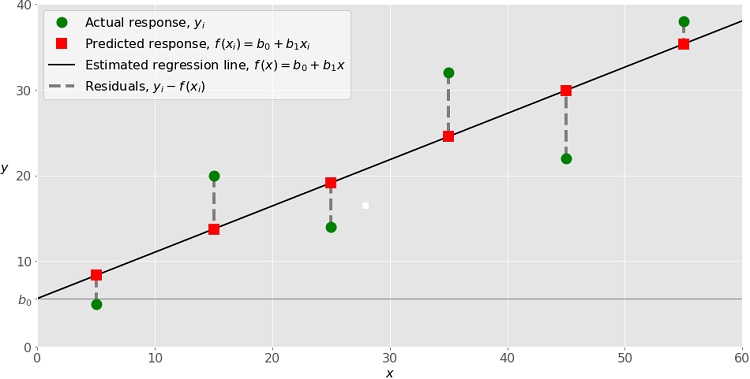 40
Actual response, yᵢ
Predicted response, f(xᵢ) = b₀ + b₁xᵢ
Estimated regression line, f(x) = b₀ + b₁x
Residuals, yᵢ − f(xᵢ)
30
y
20
10
b₀
0
0 10 20 30 40 50 60
x